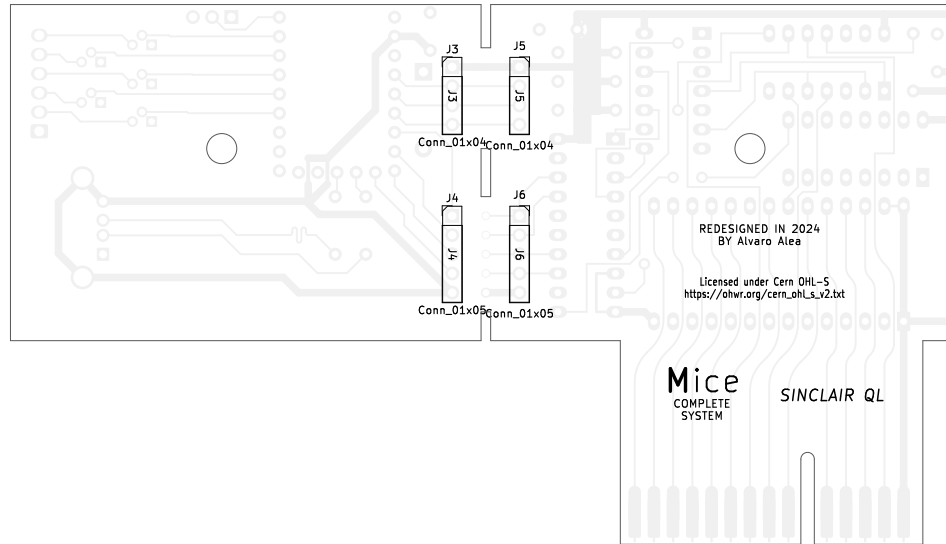 J3
J5
J3
J5
Conn_01x04
Conn_01x04
J4
J6
J4
J6
Conn_01x05
Conn_01x05
REDESIGNED IN 2024
BY Alvaro Alea
Licensed under Cern OHL-S
https://ohwr.org/cern_ohl_s_v2.txt
Mice
COMPLETE
SYSTEM
SINCLAIR QL